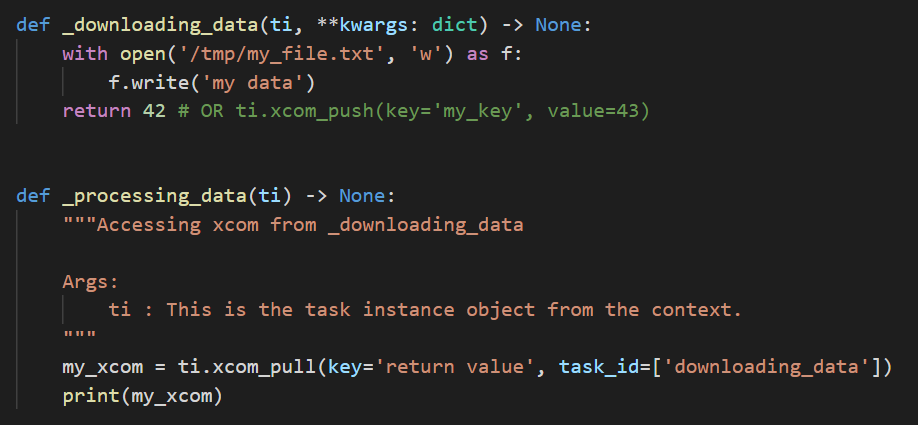 def _downloading_data(ti, **kwargs: dict) -> None:
    with open('/tmp/my_file.txt', 'w') as f:
        f.write('my data')
    return 42 # OR ti.xcom_push(key='my_key', value=43)
def _processing_data(ti) -> None:
    """Accessing xcom from _downloading_data
    Args:
        ti : This is the task instance object from the context.
    """
    my_xcom = ti.xcom_pull(key='return value', task_id=['downloading_data'])
    print(my_xcom)